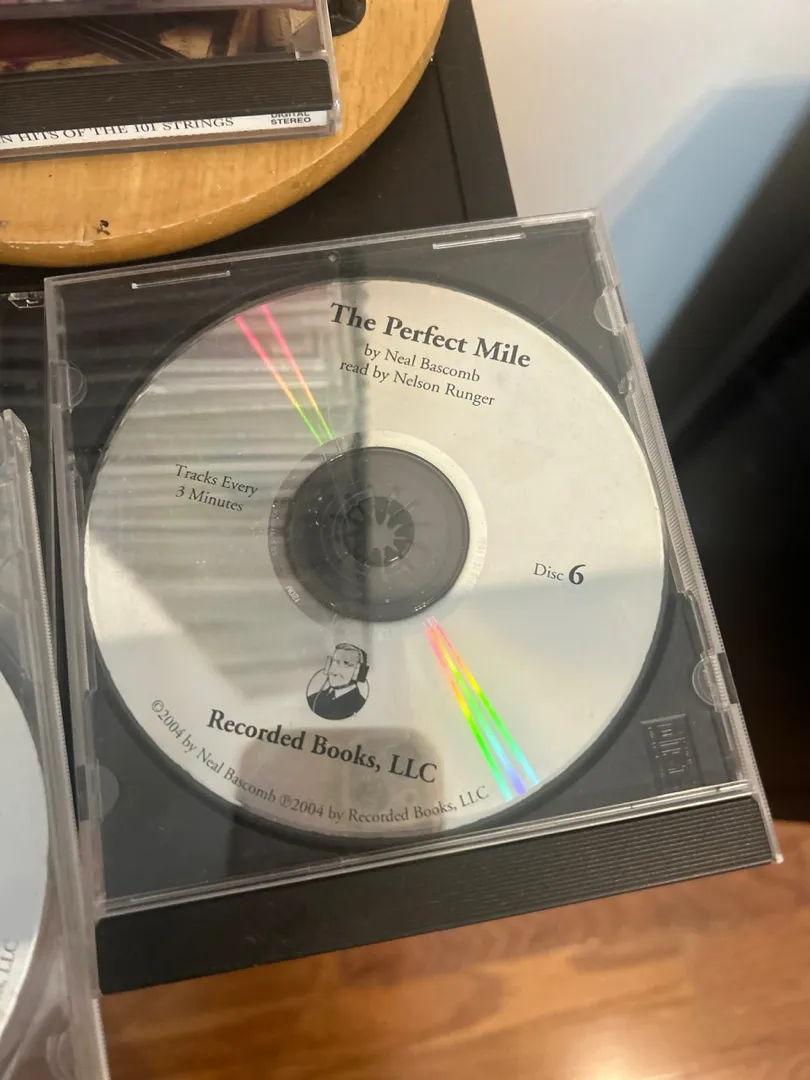 N HITS OF THE 101 STRINGS
DIGITAL
STEREO
The Perfect Mile
by Neal Bascomb
read by Nelson Runger
Tracks Every
3 Minutes
Disc 6
Recorded Books, LLC
©2004 by Neal Bascomb ℗2004 by Recorded Books, LLC
LLC